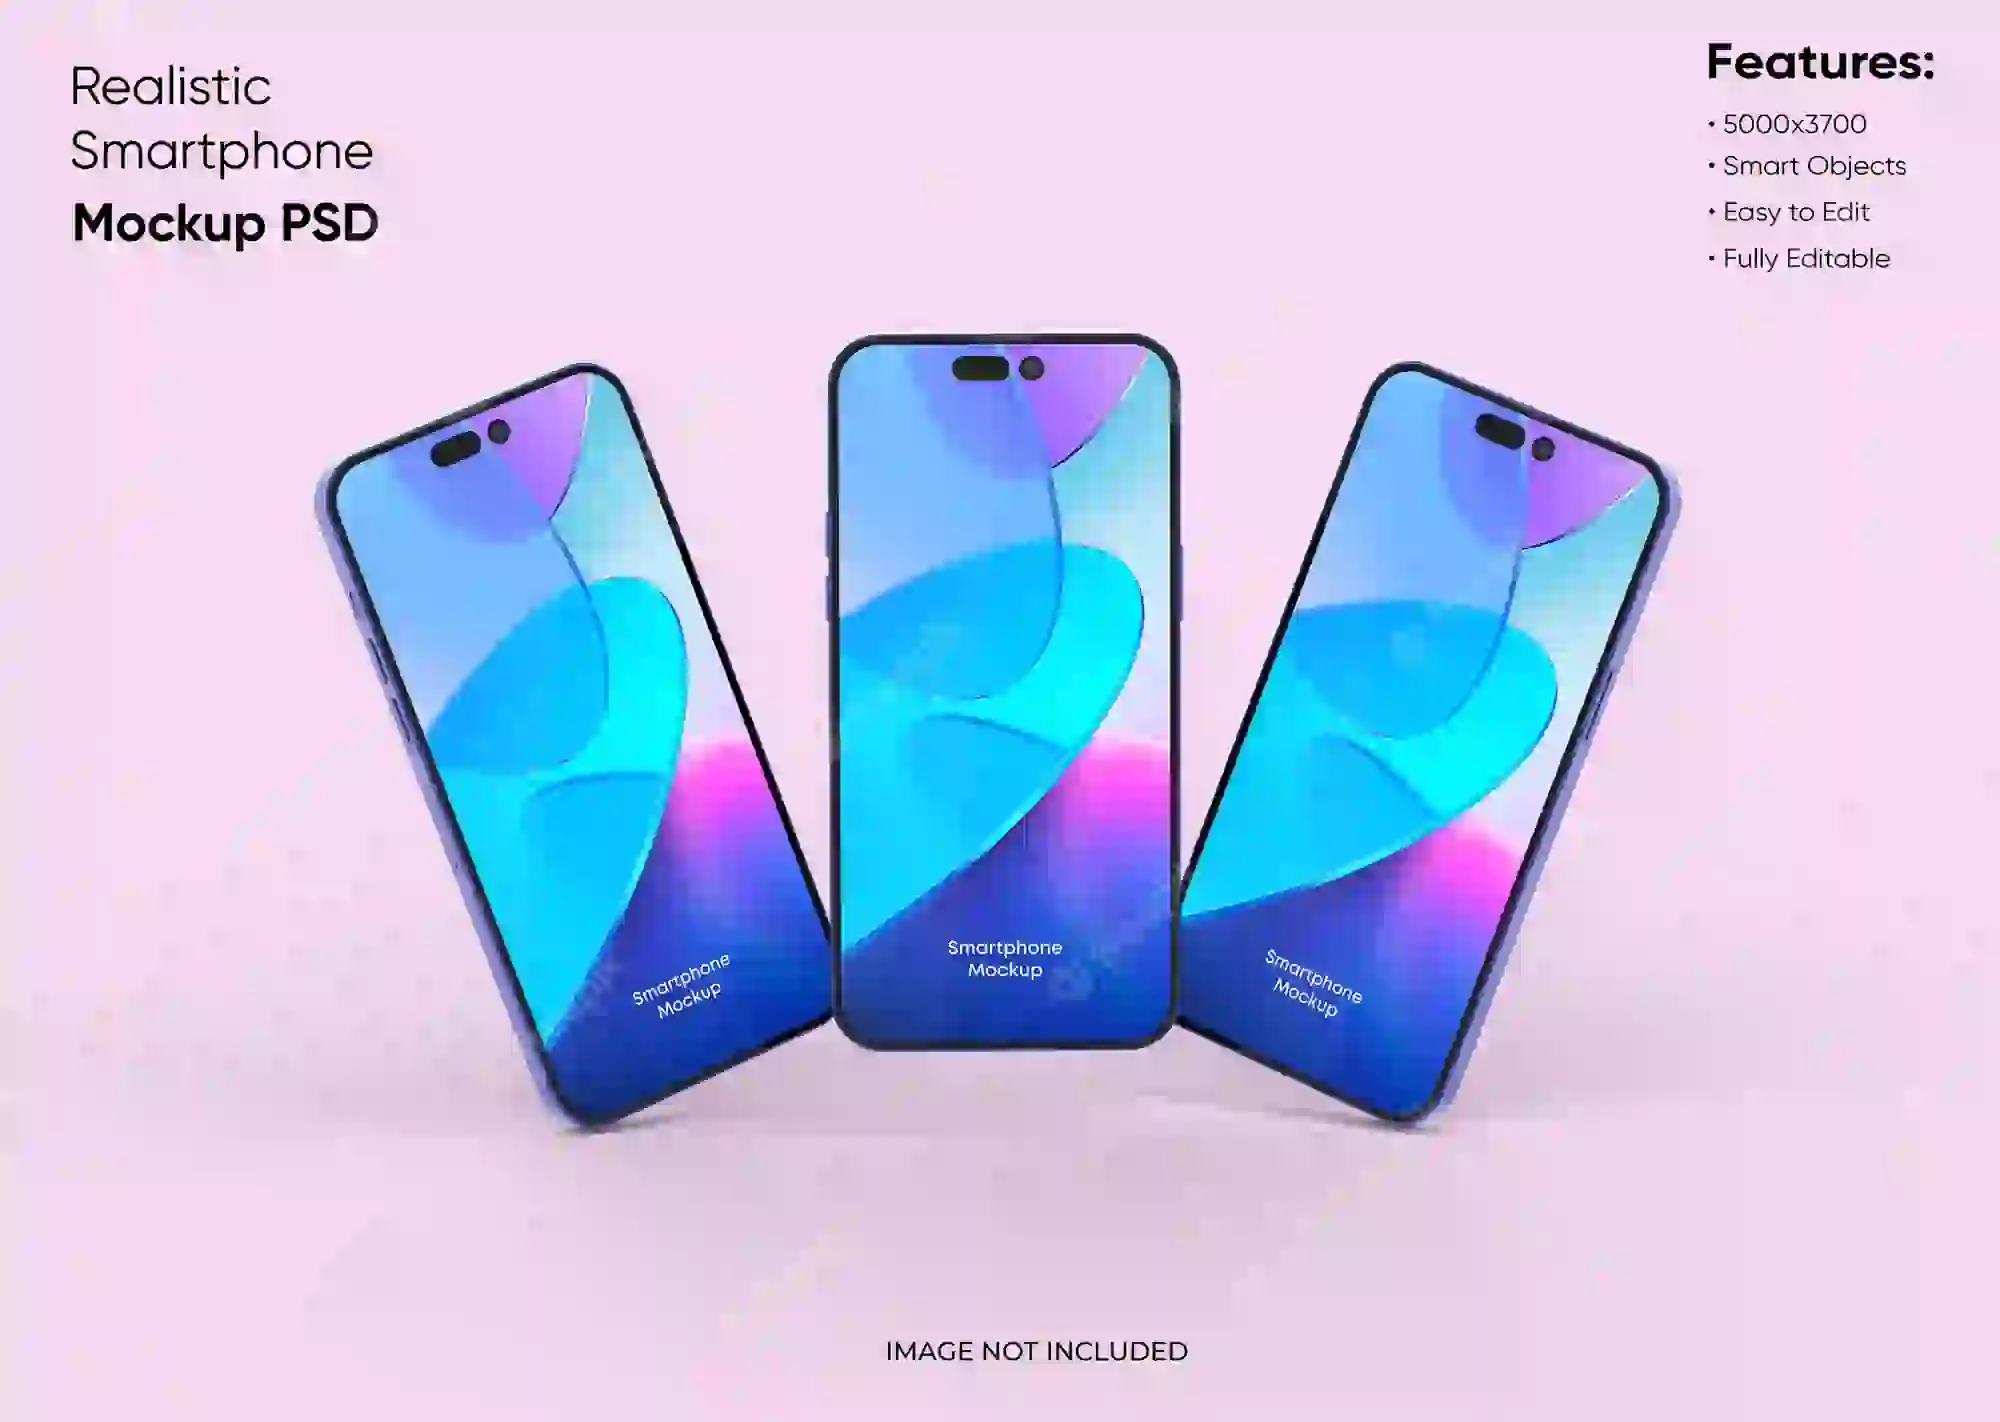 Realistic
Smartphone
Mockup PSD
Features:
• 5000x3700
• Smart Objects
• Easy to Edit
• Fully Editable
Smartphone
Mockup
Smartphone
Mockup
Smartphone
Mockup
IMAGE NOT INCLUDED